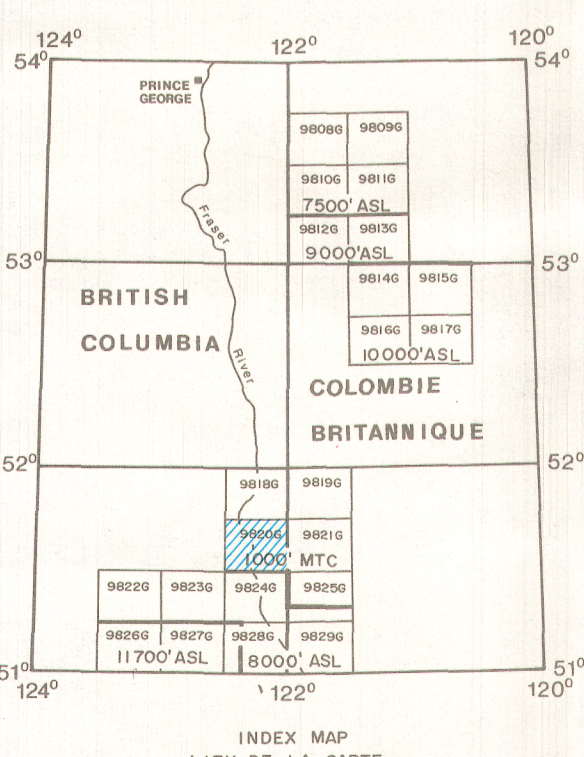 124° 122° 120°
54° 54°
PRINCE
GEORGE
9808G 9809G
9810G 9811G
7500' ASL
Fraser
9812G 9813G
9000' ASL
53° 53°
9814G 9815G
BRITISH
9816G 9817G
COLUMBIA
10000' ASL
River
COLOMBIE
BRITANNIQUE
52° 52°
9818G 9819G
9820G 9821G
1000' MTC
9822G 9823G 9824G 9825G
9826G 9827G 9828G 9829G
11700' ASL 8000' ASL
51° 51°
124° 122° 120°
INDEX MAP